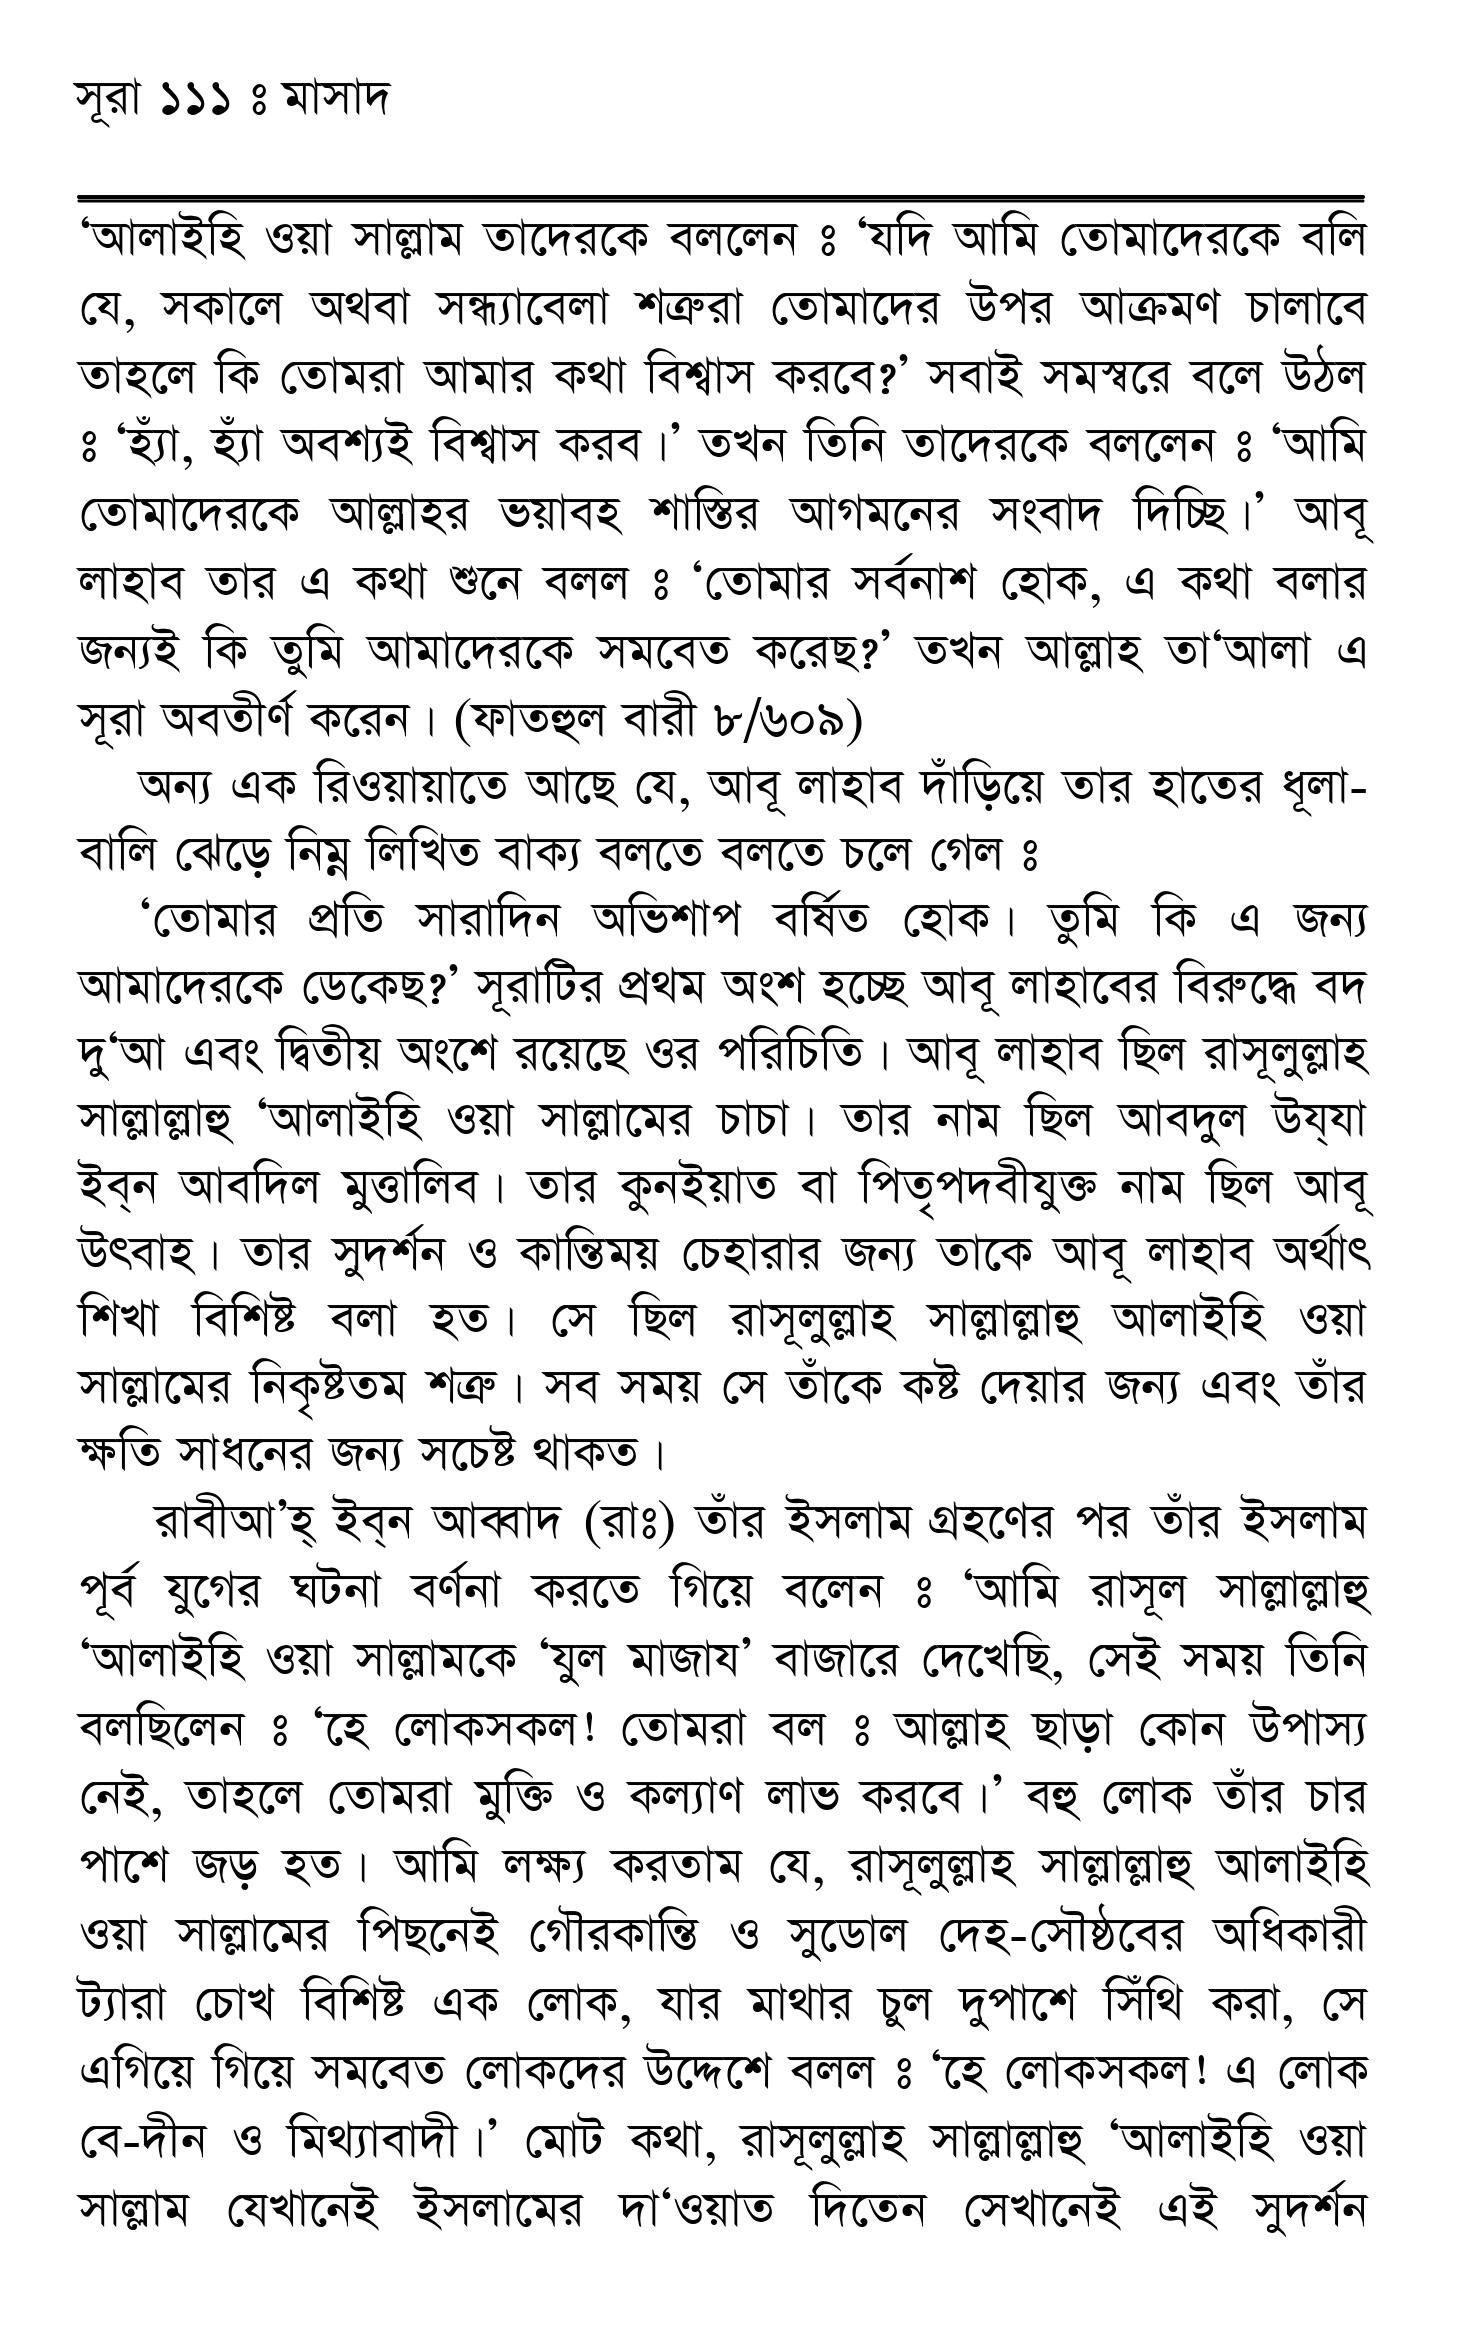 সূরা ১১১ ঃ মাসাদ
‘আলাইহি ওয়া সাল্লাম তাদেরকে বললেন ঃ ‘যদি আমি তোমাদেরকে বলি
যে, সকালে অথবা সন্ধ্যাবেলা শত্রুরা তোমাদের উপর আক্রমণ চালাবে
তাহলে কি তোমরা আমার কথা বিশ্বাস করবে?’ সবাই সমস্বরে বলে উঠল
ঃ ‘হ্যাঁ, হ্যাঁ অবশ্যই বিশ্বাস করব।’ তখন তিনি তাদেরকে বললেন ঃ ‘আমি
তোমাদেরকে আল্লাহর ভয়াবহ শাস্তির আগমনের সংবাদ দিচ্ছি।’ আবূ
লাহাব তার এ কথা শুনে বলল ঃ ‘তোমার সর্বনাশ হোক, এ কথা বলার
জন্যই কি তুমি আমাদেরকে সমবেত করেছ?’ তখন আল্লাহ তা‘আলা এ
সূরা অবতীর্ণ করেন। (ফাতহুল বারী ৮/৬০৯)
অন্য এক রিওয়ায়াতে আছে যে, আবূ লাহাব দাঁড়িয়ে তার হাতের ধূলা-
বালি ঝেড়ে নিম্ন লিখিত বাক্য বলতে বলতে চলে গেল ঃ
‘তোমার প্রতি সারাদিন অভিশাপ বর্ষিত হোক। তুমি কি এ জন্য
আমাদেরকে ডেকেছ?’ সূরাটির প্রথম অংশ হচ্ছে আবূ লাহাবের বিরুদ্ধে বদ
দু‘আ এবং দ্বিতীয় অংশে রয়েছে ওর পরিচিতি। আবূ লাহাব ছিল রাসূলুল্লাহ
সাল্লাল্লাহু ‘আলাইহি ওয়া সাল্লামের চাচা। তার নাম ছিল আবদুল উয্যা
ইব্ন আবদিল মুত্তালিব। তার কুনইয়াত বা পিতৃপদবীযুক্ত নাম ছিল আবূ
উৎবাহ। তার সুদর্শন ও কান্তিময় চেহারার জন্য তাকে আবূ লাহাব অর্থাৎ
শিখা বিশিষ্ট বলা হত। সে ছিল রাসূলুল্লাহ সাল্লাল্লাহু আলাইহি ওয়া
সাল্লামের নিকৃষ্টতম শত্রু। সব সময় সে তাঁকে কষ্ট দেয়ার জন্য এবং তাঁর
ক্ষতি সাধনের জন্য সচেষ্ট থাকত।
রাবীআ’হ্ ইব্ন আব্বাদ (রাঃ) তাঁর ইসলাম গ্রহণের পর তাঁর ইসলাম
পূর্ব যুগের ঘটনা বর্ণনা করতে গিয়ে বলেন ঃ ‘আমি রাসূল সাল্লাল্লাহু
‘আলাইহি ওয়া সাল্লামকে ‘যুল মাজায’ বাজারে দেখেছি, সেই সময় তিনি
বলছিলেন ঃ ‘হে লোকসকল! তোমরা বল ঃ আল্লাহ ছাড়া কোন উপাস্য
নেই, তাহলে তোমরা মুক্তি ও কল্যাণ লাভ করবে।’ বহু লোক তাঁর চার
পাশে জড় হত। আমি লক্ষ্য করতাম যে, রাসূলুল্লাহ সাল্লাল্লাহু আলাইহি
ওয়া সাল্লামের পিছনেই গৌরকান্তি ও সুডোল দেহ-সৌষ্ঠবের অধিকারী
ট্যারা চোখ বিশিষ্ট এক লোক, যার মাথার চুল দুপাশে সিঁথি করা, সে
এগিয়ে গিয়ে সমবেত লোকদের উদ্দেশে বলল ঃ ‘হে লোকসকল! এ লোক
বে-দীন ও মিথ্যাবাদী।’ মোট কথা, রাসূলুল্লাহ সাল্লাল্লাহু ‘আলাইহি ওয়া
সাল্লাম যেখানেই ইসলামের দা‘ওয়াত দিতেন সেখানেই এই সুদর্শন